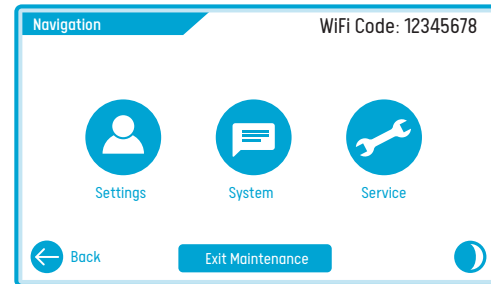 Navigation
WiFi Code: 12345678
Settings
System
Service
Back
Exit Maintenance